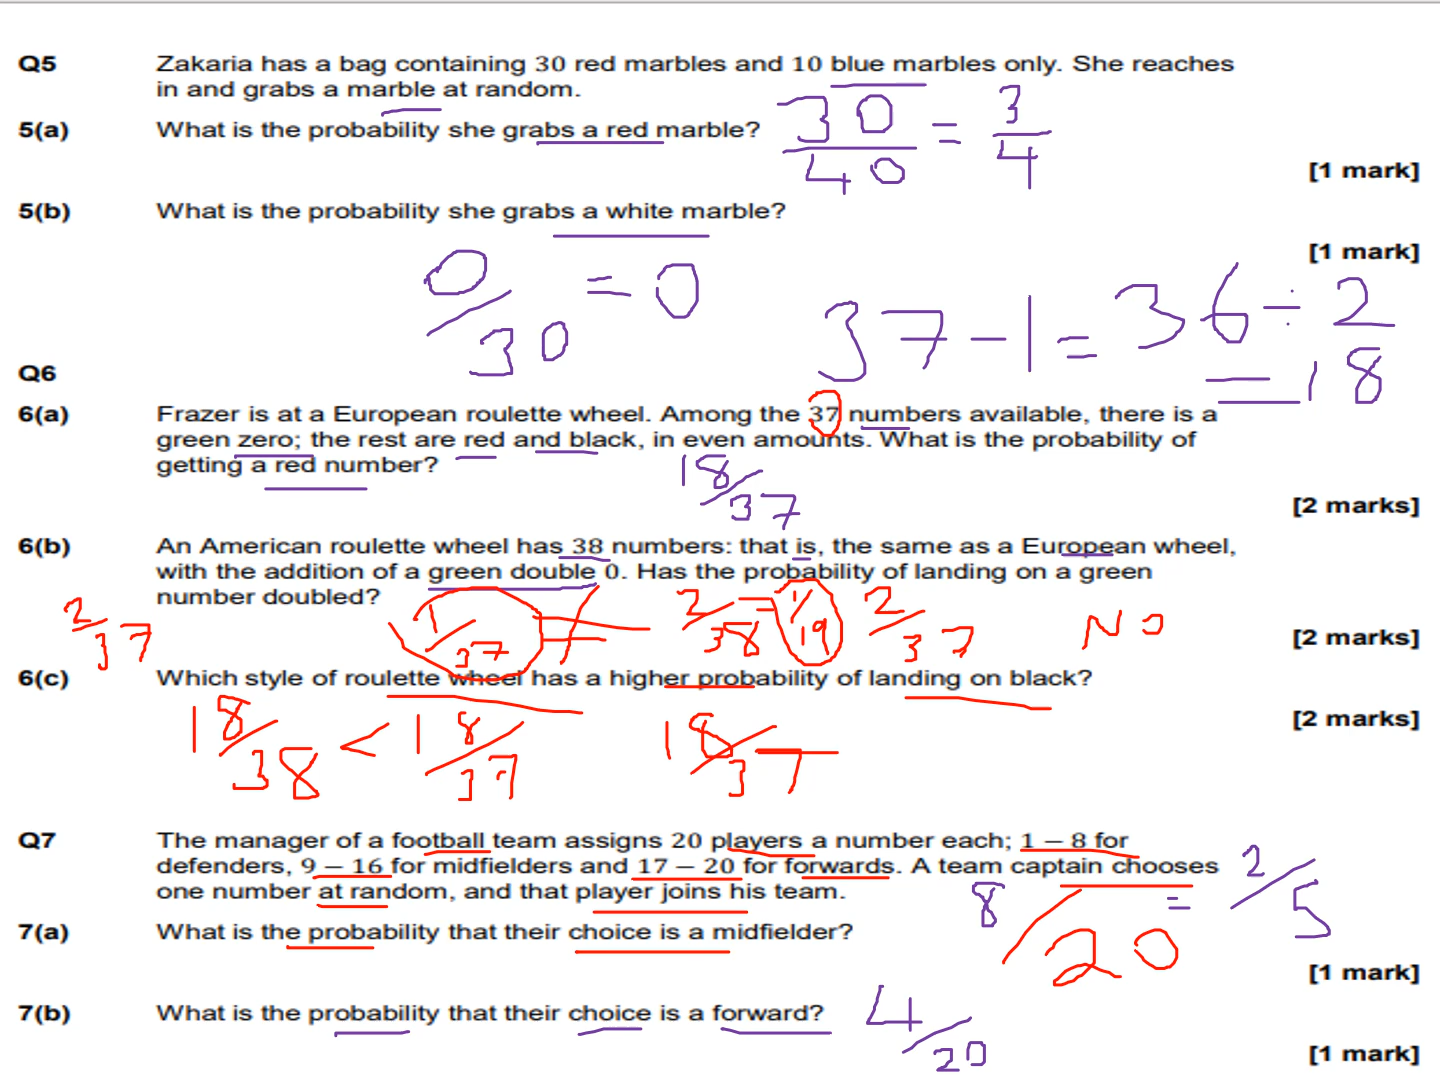 Q5 Zakaria has a bag containing 30 red marbles and 10 blue marbles only. She reaches
in and grabs a marble at random.
5(a) What is the probability she grabs a red marble? 30/40 = 3/4
[1 mark]
5(b) What is the probability she grabs a white marble?
[1 mark]
0/30 = 0
37 - 1 = 36 ÷ 2
= 18
Q6
6(a) Frazer is at a European roulette wheel. Among the 37 numbers available, there is a
green zero; the rest are red and black, in even amounts. What is the probability of
getting a red number?
18/37
[2 marks]
6(b) An American roulette wheel has 38 numbers: that is, the same as a European wheel,
with the addition of a green double 0. Has the probability of landing on a green
number doubled?
2/37 1/37 ≠ 2/38 = 1/19 2/37 NO
[2 marks]
6(c) Which style of roulette wheel has a higher probability of landing on black?
[2 marks]
18/38 < 18/37 18/37
Q7 The manager of a football team assigns 20 players a number each; 1 – 8 for
defenders, 9 – 16 for midfielders and 17 – 20 for forwards. A team captain chooses
one number at random, and that player joins his team.
7(a) What is the probability that their choice is a midfielder? 8/20 = 2/5
[1 mark]
7(b) What is the probability that their choice is a forward? 4/20
[1 mark]